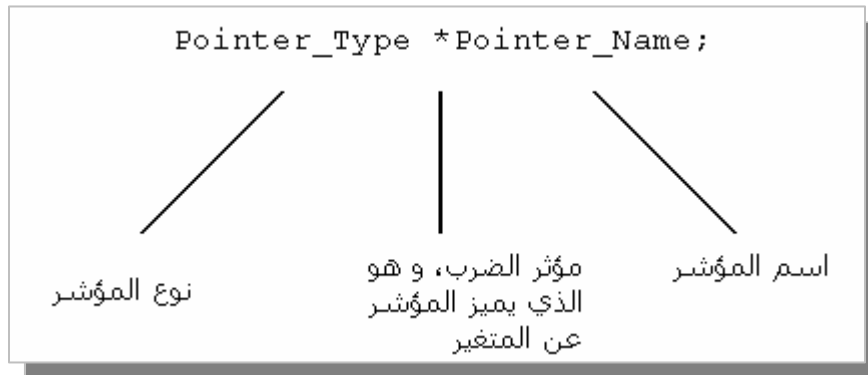 Pointer_Type *Pointer_Name;
نوع المؤشر
مؤثر الضرب، و هو
الذي يميز المؤشر
عن المتغير
اسم المؤشر